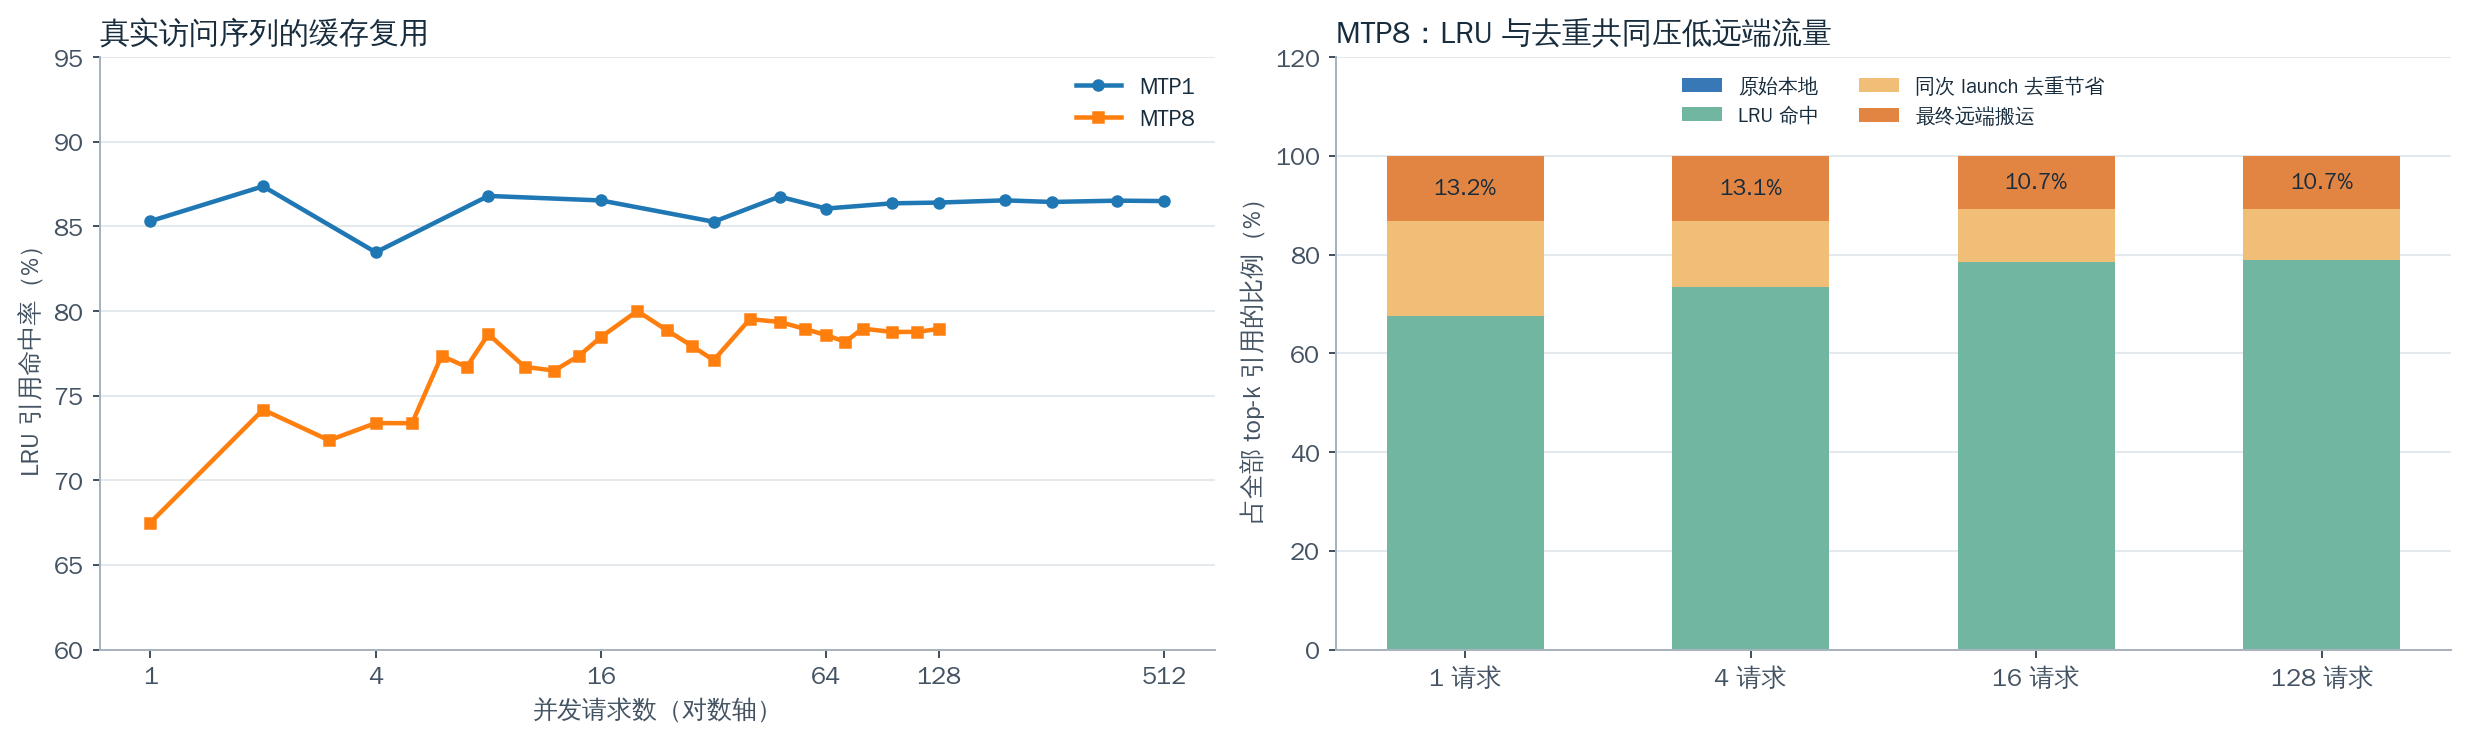 真实访问序列的缓存复用
95
90
85
80
75
70
65
60
LRU 引用命中率（%）
MTP1
MTP8
1
4
16
64
128
512
并发请求数（对数轴）
MTP8：LRU 与去重共同压低远端流量
120
100
80
60
40
20
0
占全部 top-k 引用的比例（%）
原始本地
LRU 命中
同次 launch 去重节省
最终远端搬运
13.2%
13.1%
10.7%
10.7%
1 请求
4 请求
16 请求
128 请求